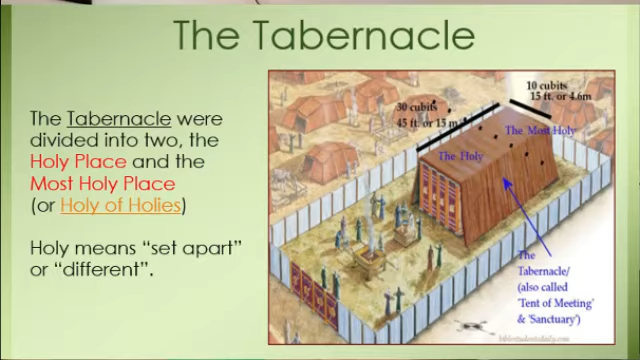 The Tabernacle
The Tabernacle were
divided into two, the
Holy Place and the
Most Holy Place
(or Holy of Holies)
Holy means “set apart”
or “different”.
10 cubits
15 ft. or 4.6m
30 cubits
45 ft. or 15 m
The Most Holy
The Holy
The
Tabernacle/
(also called
'Tent of Meeting'
& 'Sanctuary')
biblestudentsdaily.com